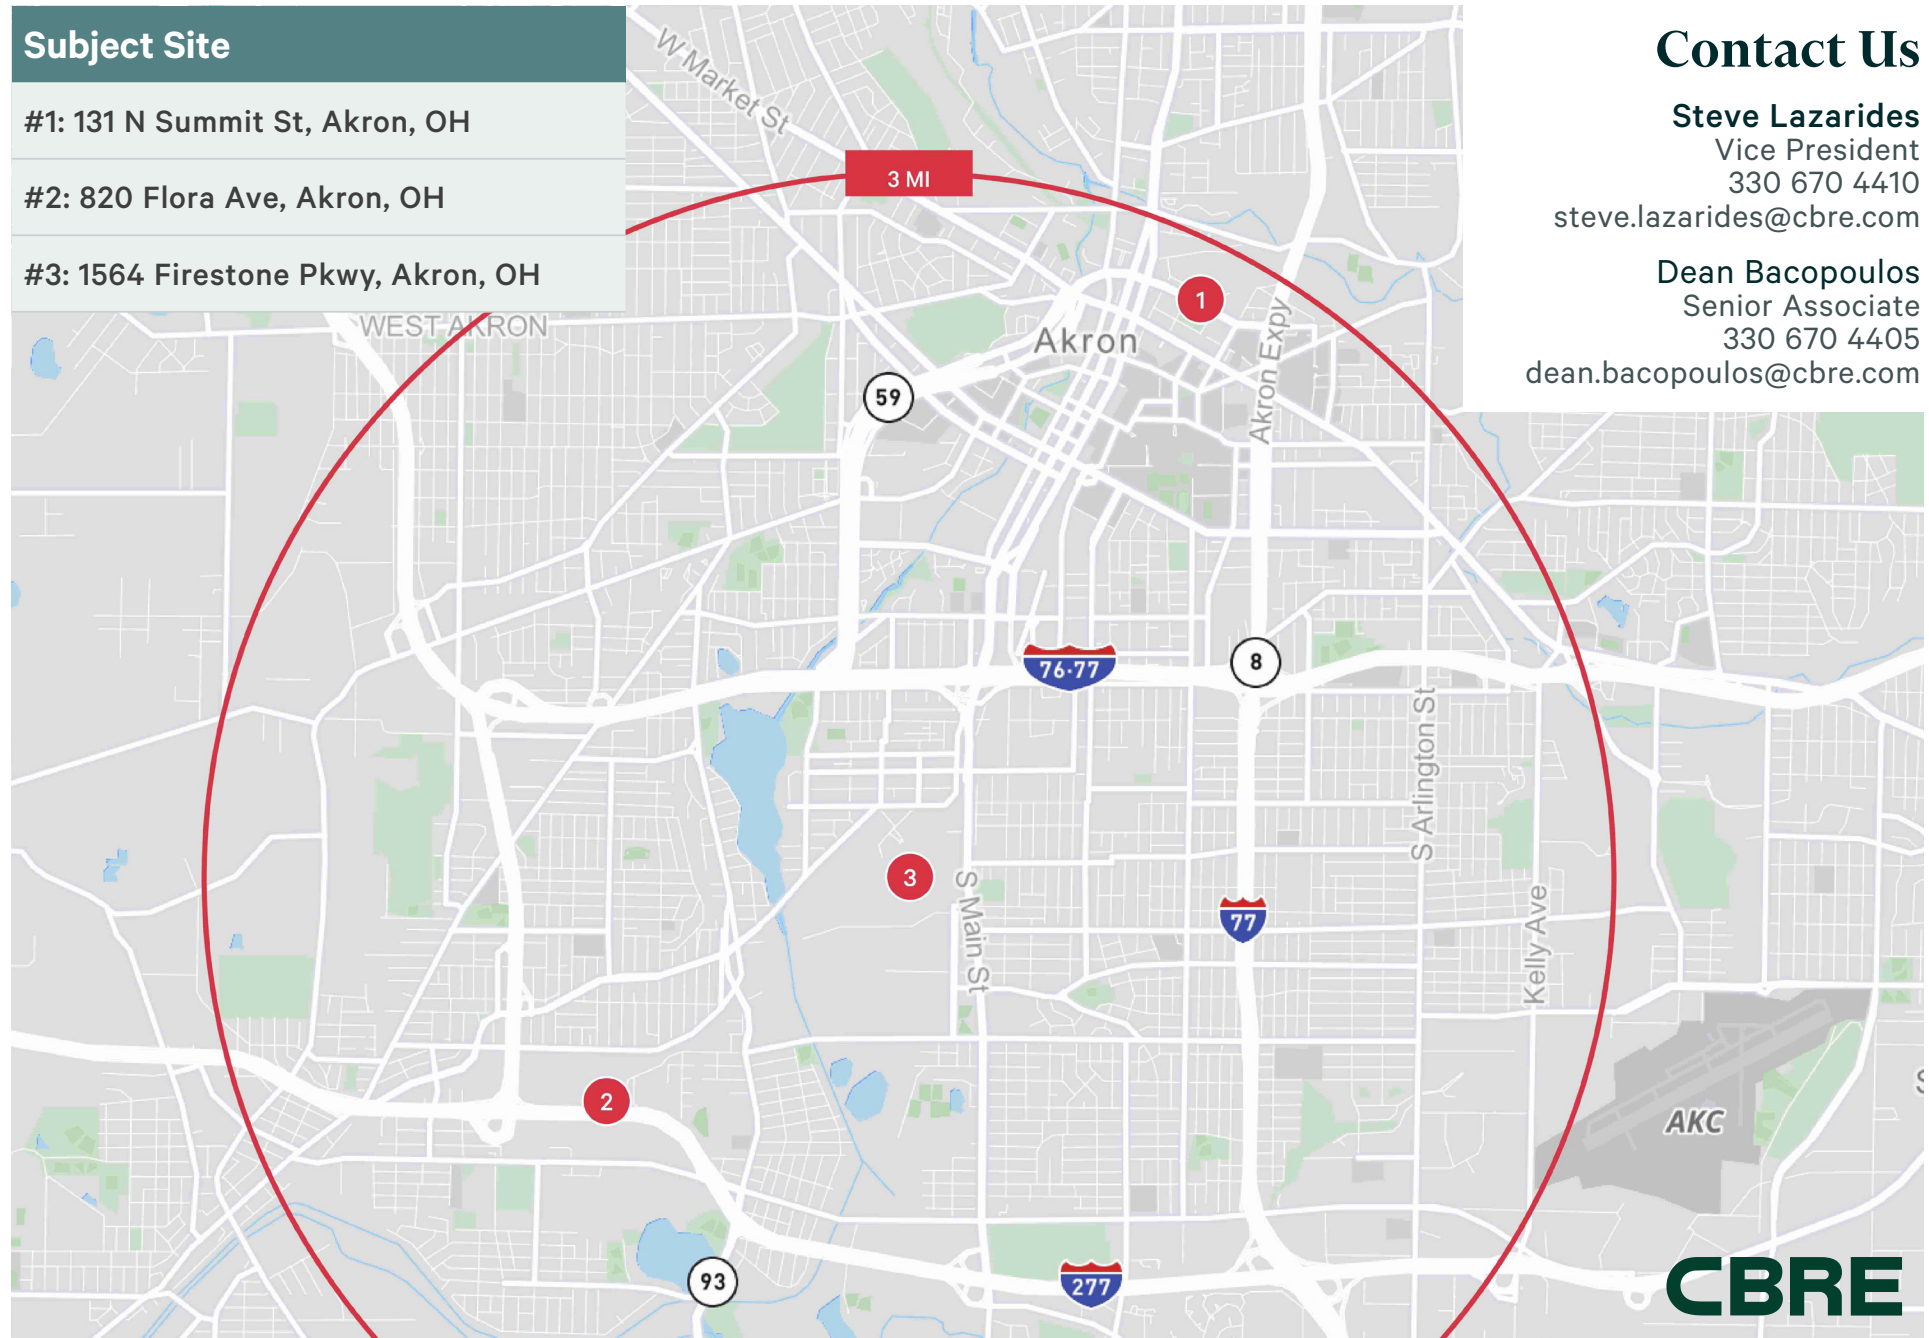 Subject Site
#1: 131 N Summit St, Akron, OH
#2: 820 Flora Ave, Akron, OH
#3: 1564 Firestone Pkwy, Akron, OH
Contact Us
Steve Lazarides
Vice President
330 670 4410
steve.lazarides@cbre.com
Dean Bacopoulos
Senior Associate
330 670 4405
dean.bacopoulos@cbre.com
W Market St
3 MI
1
WEST AKRON
Akron
Akron Expy
59
76·77
8
S Arlington St
3
S Main St
77
Kelly Ave
2
AKC
93
277
CBRE